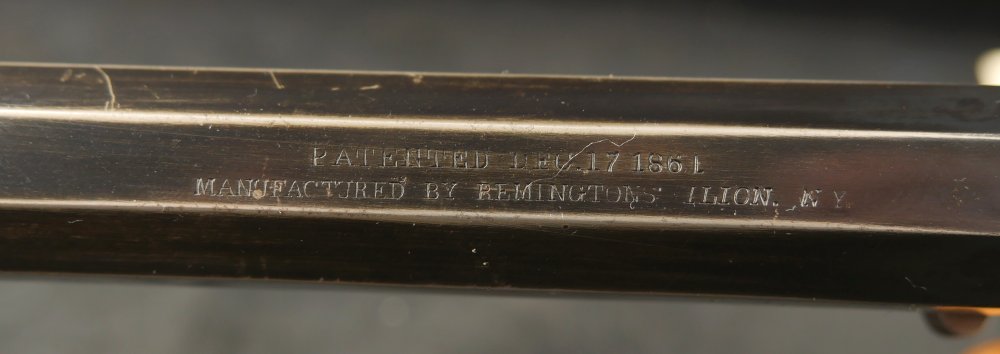 PATENTED DEC. 17 1861
MANUFACTURED BY REMINGTONS' ILION. N.Y.